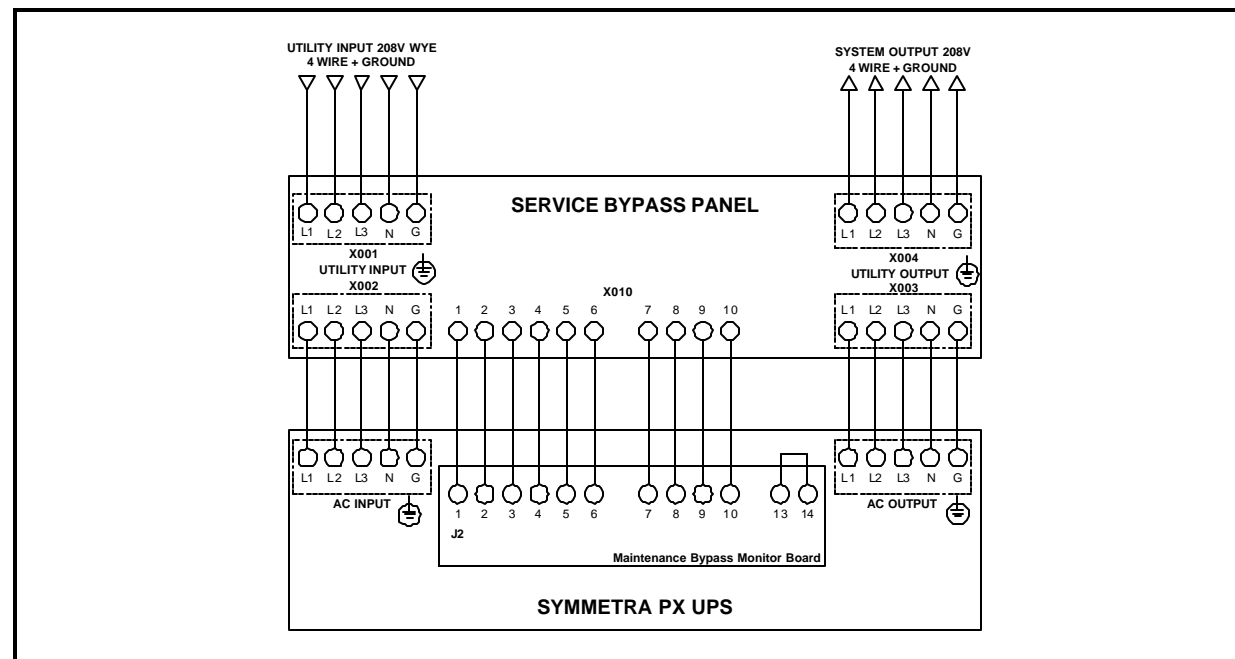 UTILITY INPUT 208V WYE
4 WIRE + GROUND
SYSTEM OUTPUT 208V
4 WIRE + GROUND
SERVICE BYPASS PANEL
L1 L2 L3 N G
L1 L2 L3 N G
X001
UTILITY INPUT
X002
X004
UTILITY OUTPUT
X003
X010
L1 L2 L3 N G
1 2 3 4 5 6 7 8 9 10
L1 L2 L3 N G
L1 L2 L3 N G
AC INPUT
1 2 3 4 5 6 7 8 9 10 13 14
J2
Maintenance Bypass Monitor Board
L1 L2 L3 N G
AC OUTPUT
SYMMETRA PX UPS